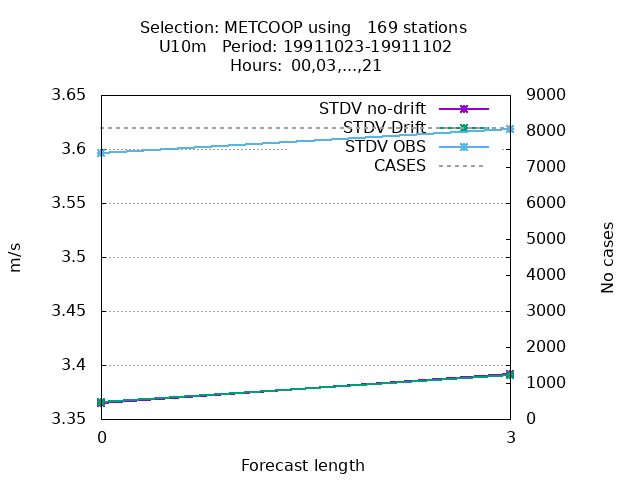 Selection: METCOOP using   169 stations
U10m   Period: 19911023-19911102
Hours:  00,03,...,21
STDV no-drift
STDV Drift
STDV OBS
CASES
3.65
3.6
3.55
3.5
3.45
3.4
3.35
9000
8000
7000
6000
5000
4000
3000
2000
1000
0
m/s
No cases
0
3
Forecast length